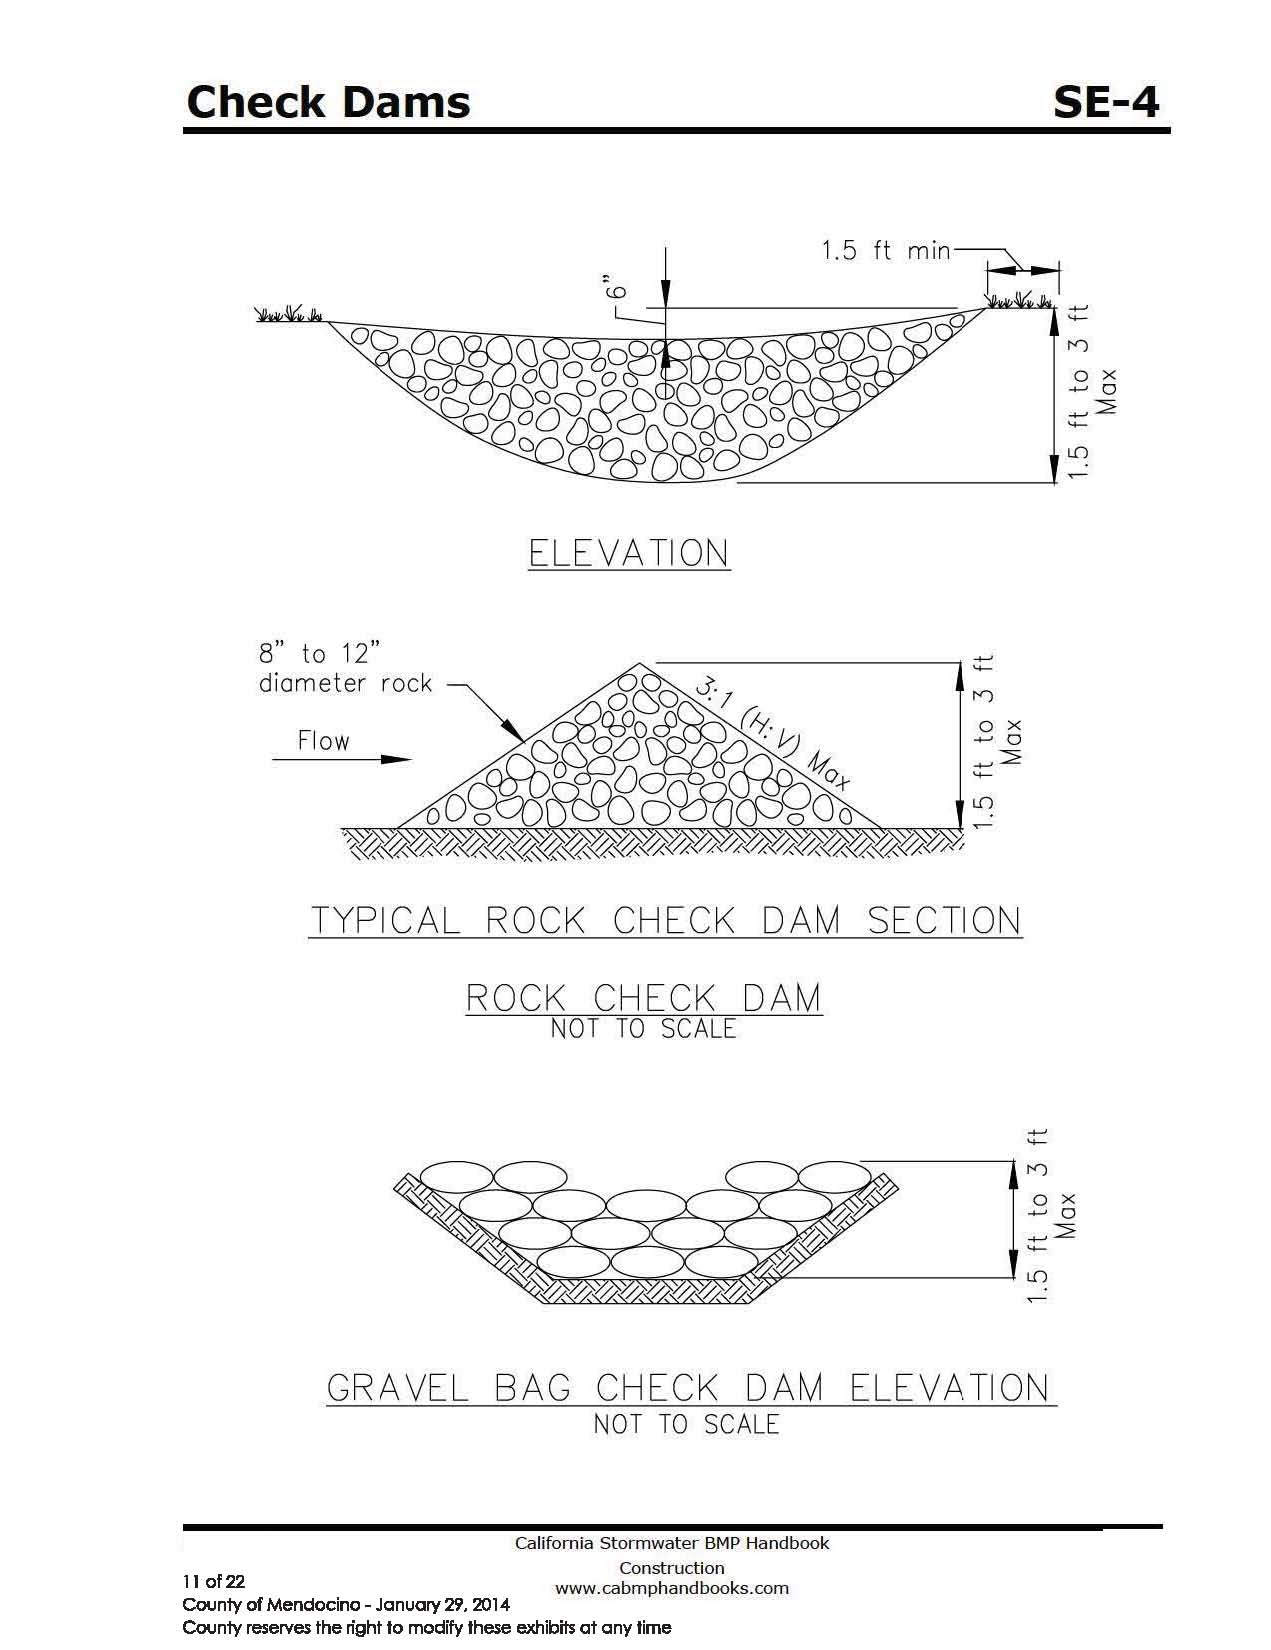 Check Dams SE-4
1.5 ft min
6"
1.5 ft to 3 ft
Max
ELEVATION
8" to 12"
diameter rock
Flow
3:1 (H:V) Max
1.5 ft to 3 ft
Max
TYPICAL ROCK CHECK DAM SECTION
ROCK CHECK DAM
NOT TO SCALE
1.5 ft to 3 ft
Max
GRAVEL BAG CHECK DAM ELEVATION
NOT TO SCALE
California Stormwater BMP Handbook
Construction
www.cabmphandbooks.com
11 of 22
County of Mendocino - January 29, 2014
County reserves the right to modify these exhibits at any time